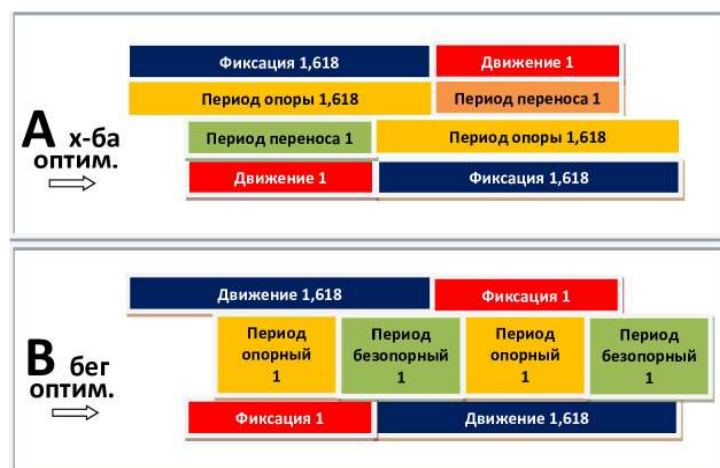 Фиксация 1,618
Движение 1
Период опоры 1,618
Период переноса 1
А х-ба
оптим.
Период переноса 1
Период опоры 1,618
Движение 1
Фиксация 1,618
Движение 1,618
Фиксация 1
В бег
оптим.
Период
опорный
1
Период
безопорный
1
Период
опорный
1
Период
безопорный
1
Фиксация 1
Движение 1,618